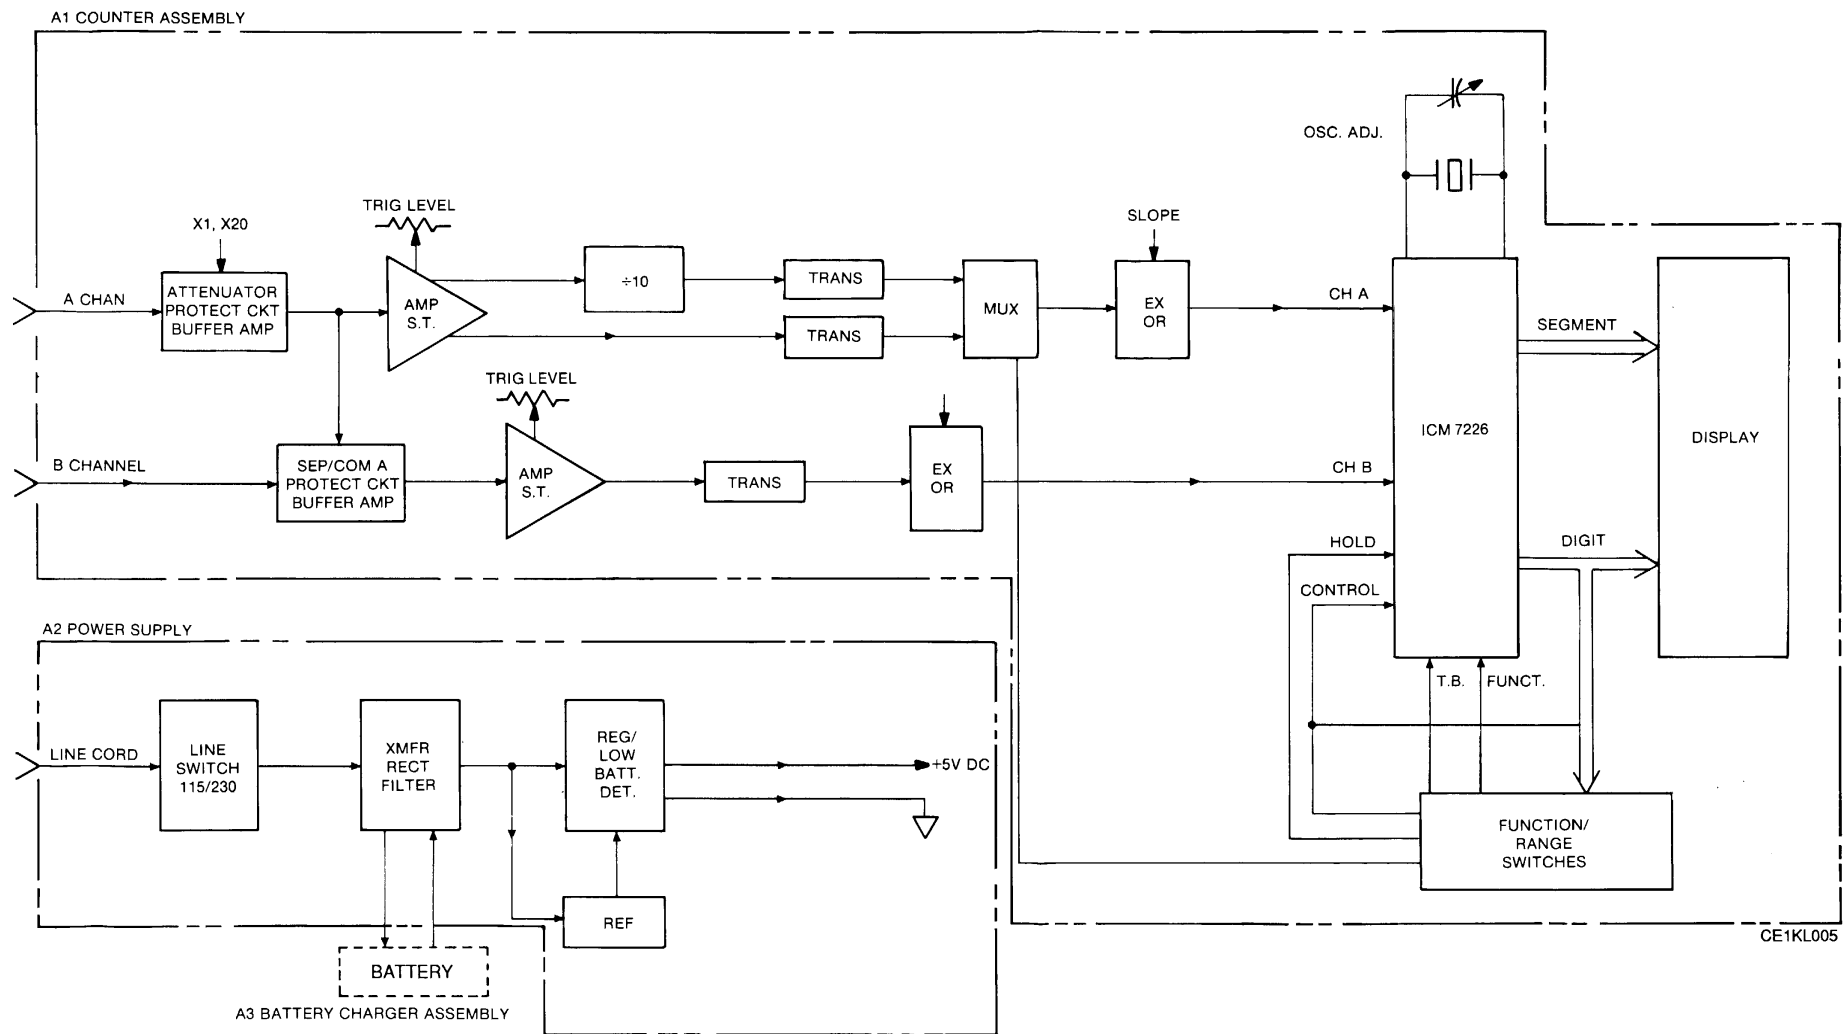 A1 COUNTER ASSEMBLY
OSC. ADJ.
TRIG LEVEL
X1, X20
SLOPE
A CHAN
ATTENUATOR
PROTECT CKT
BUFFER AMP
AMP
S.T.
÷10
TRANS
TRANS
MUX
EX
OR
CH A
SEGMENT
ICM 7226
DISPLAY
TRIG LEVEL
B CHANNEL
SEP/COM A
PROTECT CKT
BUFFER AMP
AMP
S.T.
TRANS
EX
OR
CH B
HOLD
DIGIT
CONTROL
T.B.
FUNCT.
FUNCTION/
RANGE
SWITCHES
A2 POWER SUPPLY
LINE CORD
LINE
SWITCH
115/230
XMFR
RECT
FILTER
REG/
LOW
BATT.
DET.
+5V DC
REF
BATTERY
A3 BATTERY CHARGER ASSEMBLY
CE1KL005